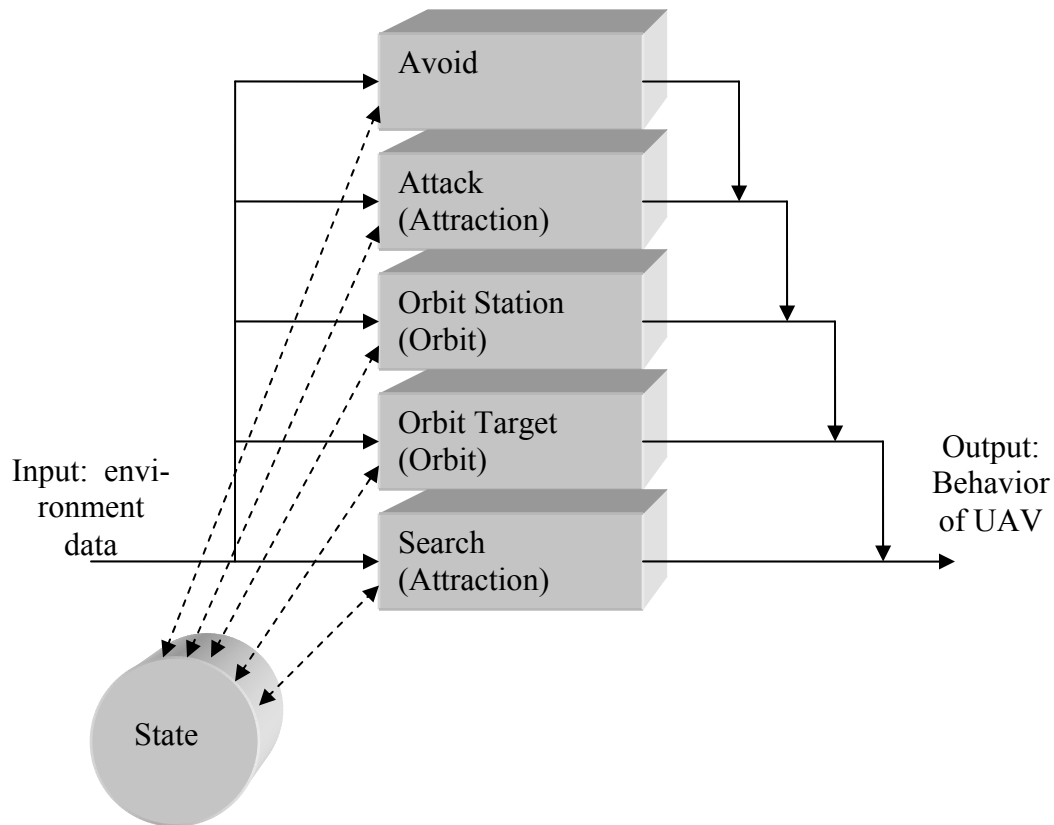 Avoid
Attack
(Attraction)
Orbit Station
(Orbit)
Orbit Target
(Orbit)
Input:  envi-
ronment
data
Output:
Behavior
of UAV
Search
(Attraction)
State